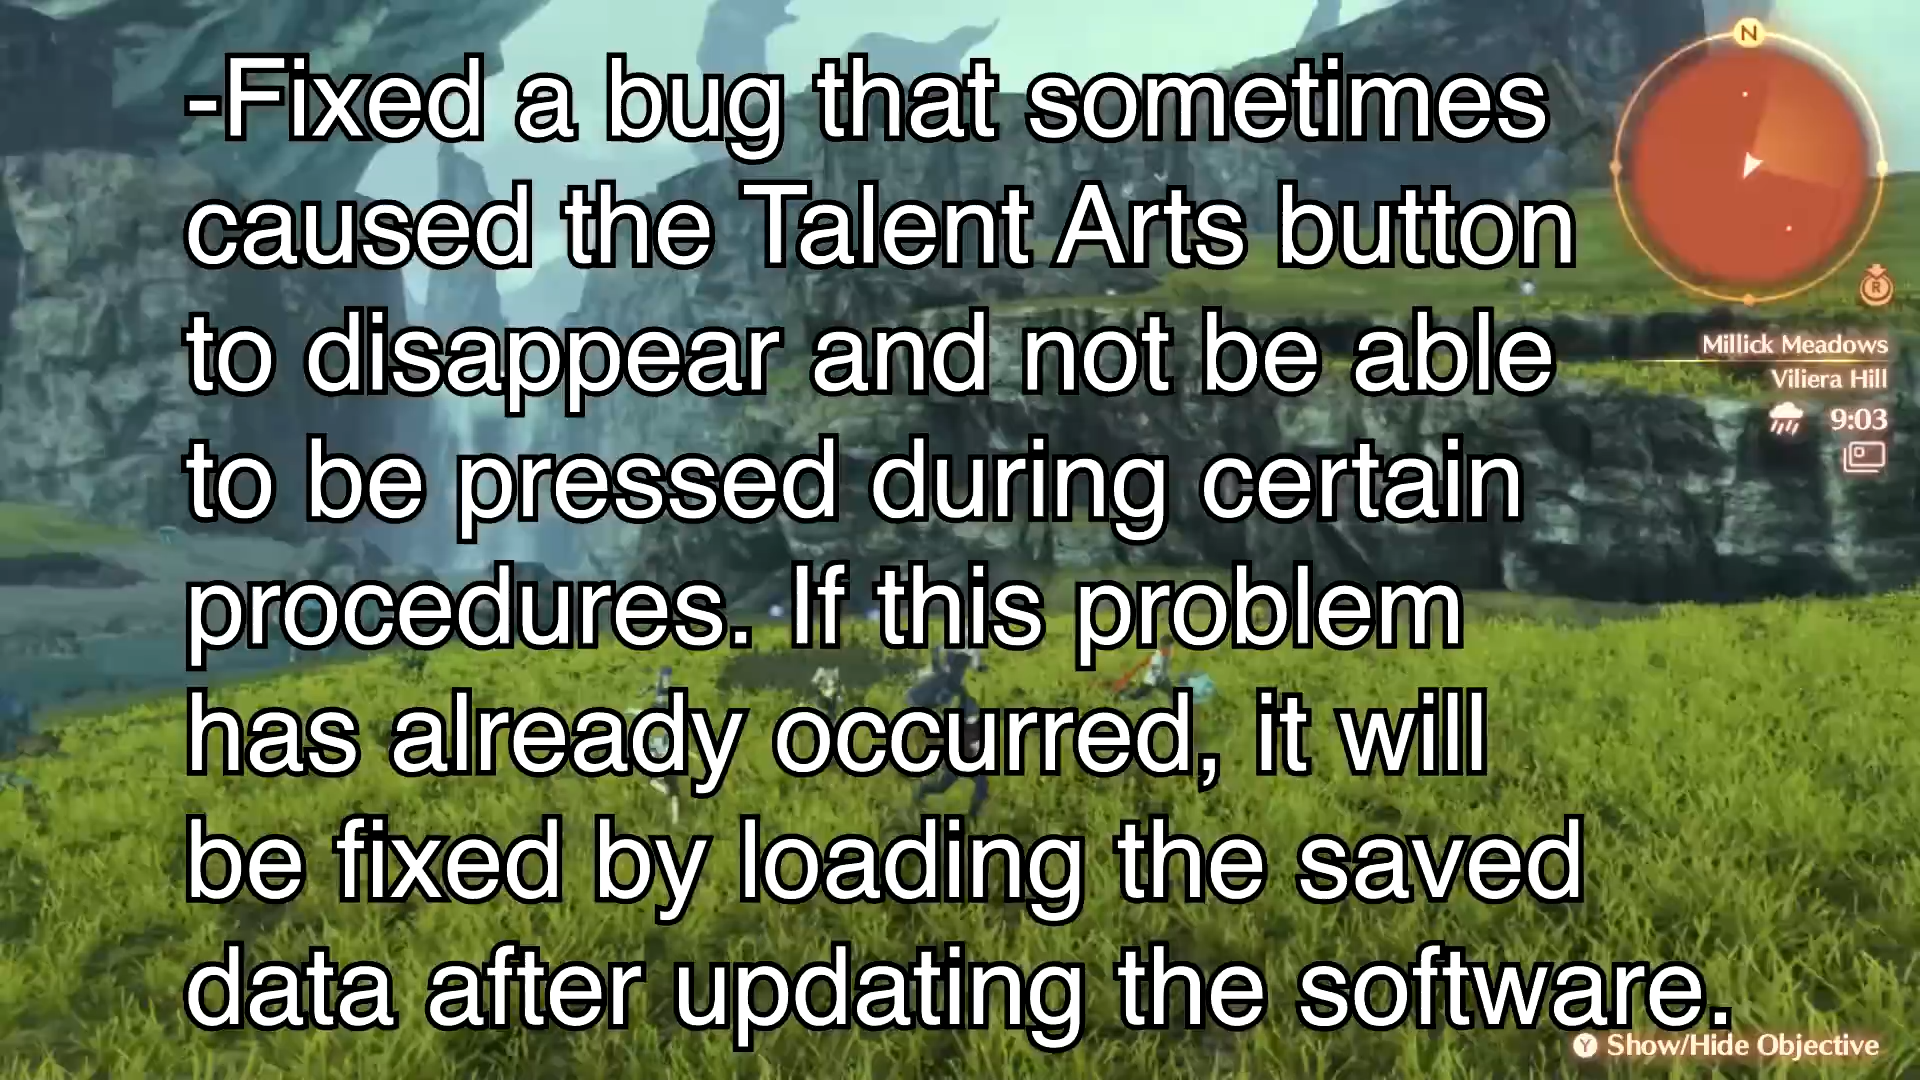 -Fixed a bug that sometimes
caused the Talent Arts button
to disappear and not be able
to be pressed during certain
procedures. If this problem
has already occurred, it will
be fixed by loading the saved
data after updating the software.
N
R
Millick Meadows
Viliera Hill
9:03
Y Show/Hide Objective